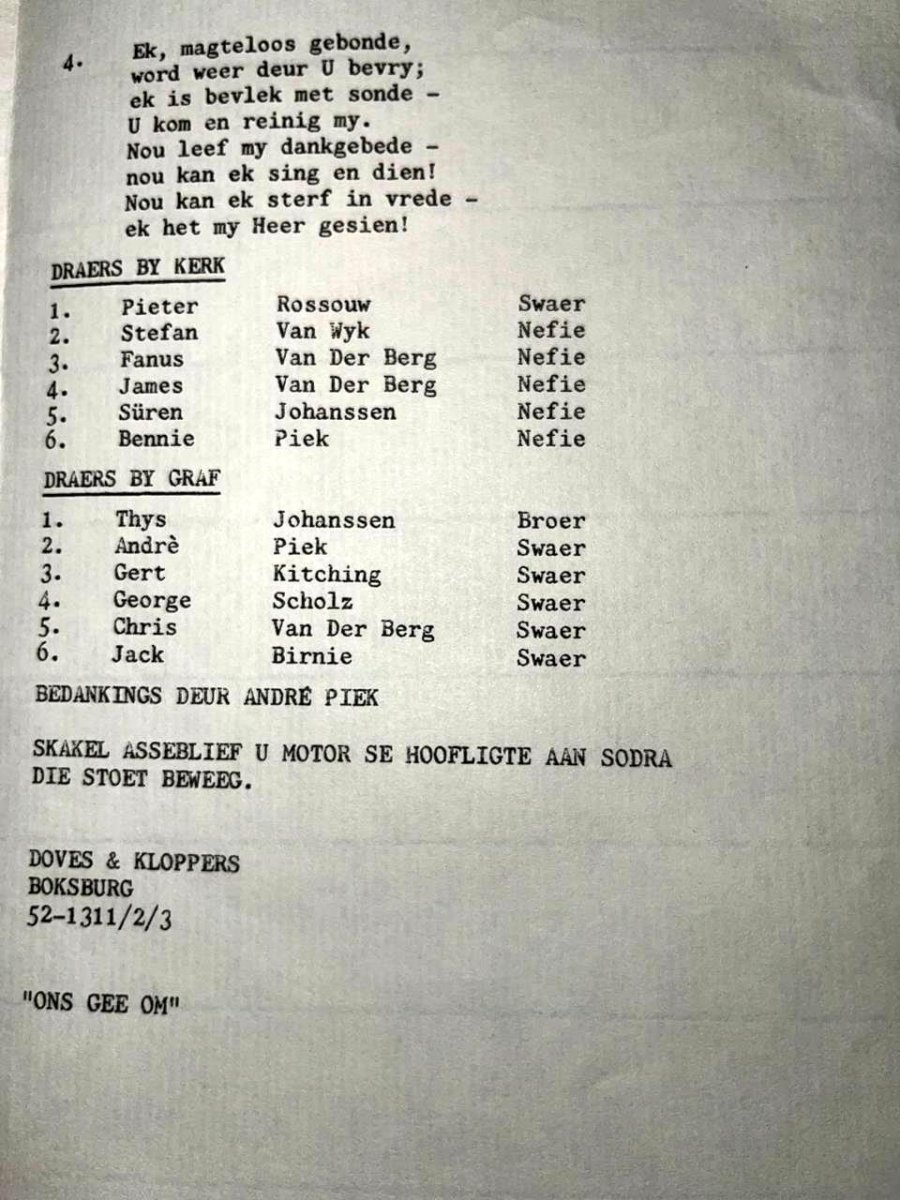 4. Ek, magteloos gebonde,
word weer deur U bevry;
ek is bevlek met sonde -
U kom en reinig my.
Nou leef my dankgebede -
nou kan ek sing en dien!
Nou kan ek sterf in vrede -
ek het my Heer gesien!
DRAERS BY KERK
1. Pieter Rossouw Swaer
2. Stefan Van Wyk Nefie
3. Fanus Van Der Berg Nefie
4. James Van Der Berg Nefie
5. Süren Johanssen Nefie
6. Bennie Piek Nefie
DRAERS BY GRAF
1. Thys Johanssen Broer
2. Andrè Piek Swaer
3. Gert Kitching Swaer
4. George Scholz Swaer
5. Chris Van Der Berg Swaer
6. Jack Birnie Swaer
BEDANKINGS DEUR ANDRÉ PIEK
SKAKEL ASSEBLIEF U MOTOR SE HOOFLIGTE AAN SODRA
DIE STOET BEWEEG.
DOVES & KLOPPERS
BOKSBURG
52-1311/2/3
"ONS GEE OM"